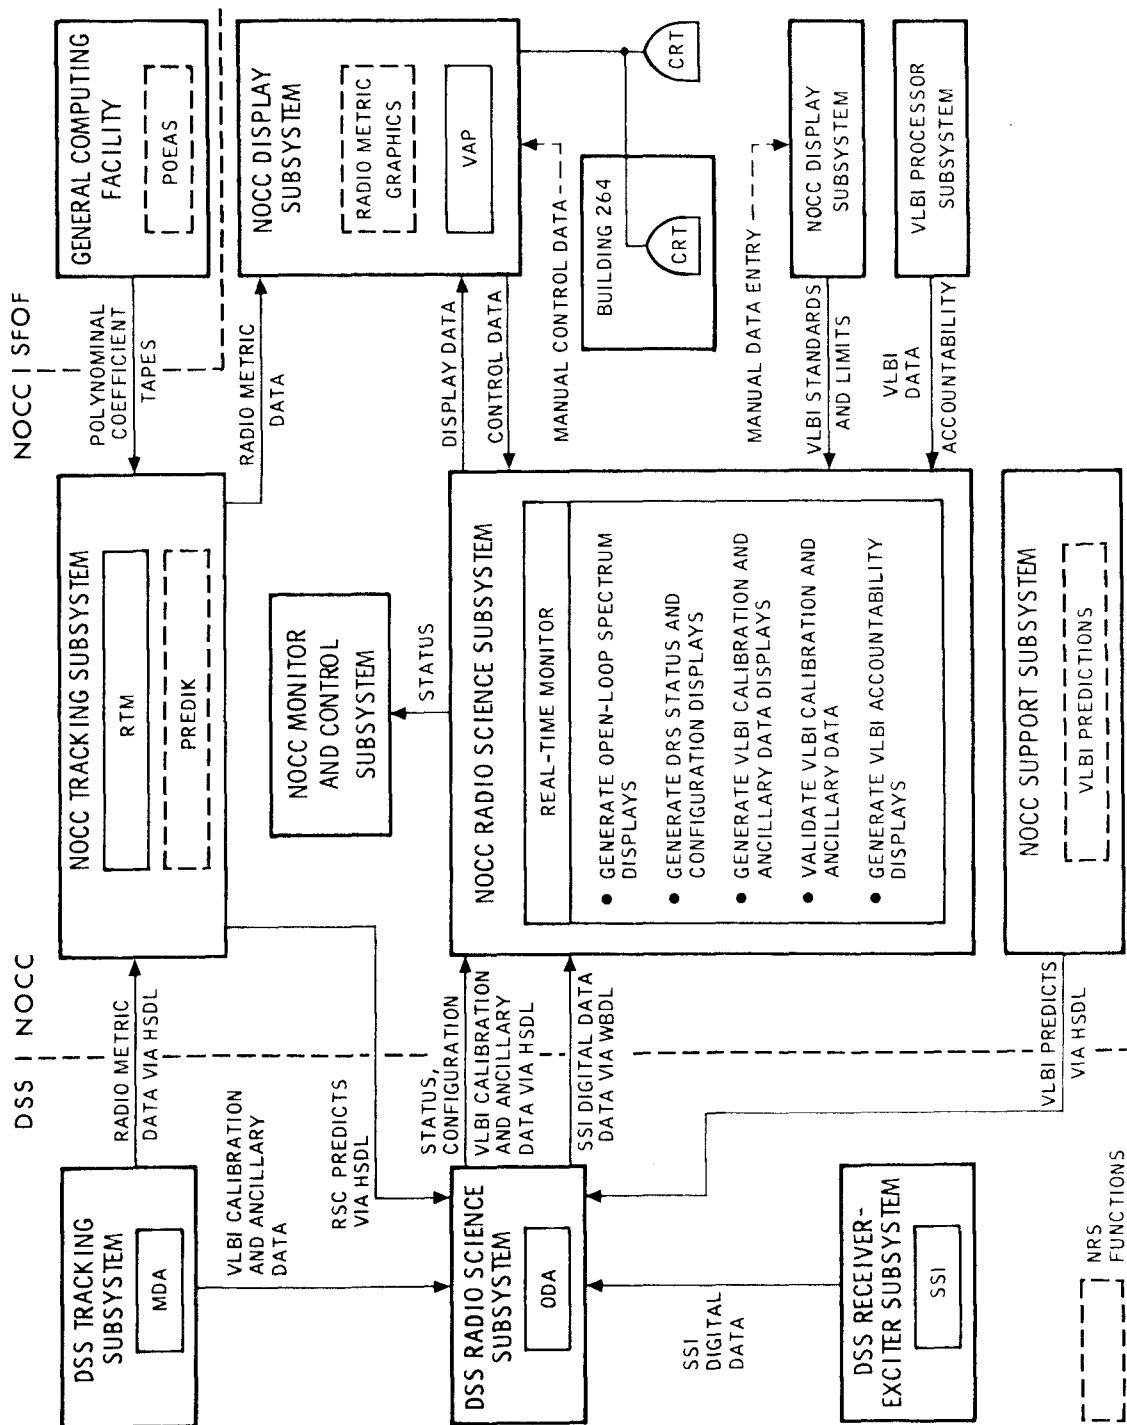 DSS | NOCC
NOCC | SFOF
DSS TRACKING
SUBSYSTEM
MDA
RADIO METRIC
DATA VIA HSDL
NOCC TRACKING SUBSYSTEM
RTM
PREDIK
POLYNOMINAL
COEFFICIENT
TAPES
GENERAL COMPUTING
FACILITY
POEAS
VLBI CALIBRATION
AND ANCILLARY
DATA
RSC PREDICTS
VIA HSDL
RADIO METRIC
DATA
NOCC MONITOR
AND CONTROL
SUBSYSTEM
STATUS
NOCC DISPLAY
SUBSYSTEM
RADIO METRIC
GRAPHICS
VAP
DISPLAY DATA
CONTROL DATA
MANUAL CONTROL DATA
CRT
BUILDING 264
CRT
DSS RADIO SCIENCE
SUBSYSTEM
ODA
STATUS,
CONFIGURATION
VLBI CALIBRATION
AND ANCILLARY
DATA VIA HSDL
SSI DIGITAL DATA
DATA VIA WBDL
NOCC RADIO SCIENCE SUBSYSTEM
REAL-TIME MONITOR
● GENERATE OPEN-LOOP SPECTRUM
DISPLAYS
● GENERATE DRS STATUS AND
CONFIGURATION DISPLAYS
● GENERATE VLBI CALIBRATION AND
ANCILLARY DATA DISPLAYS
● VALIDATE VLBI CALIBRATION AND
ANCILLARY DATA
● GENERATE VLBI ACCOUNTABILITY
DISPLAYS
MANUAL DATA ENTRY
VLBI STANDARDS
AND LIMITS
NOCC DISPLAY
SUBSYSTEM
VLBI
DATA
ACCOUNTABILITY
VLBI PROCESSOR
SUBSYSTEM
SSI
DIGITAL
DATA
DSS RECEIVER-
EXCITER SUBSYSTEM
SSI
VLBI PREDICTS
VIA HSDL
NOCC SUPPORT SUBSYSTEM
VLBI PREDICTIONS
NRS
FUNCTIONS